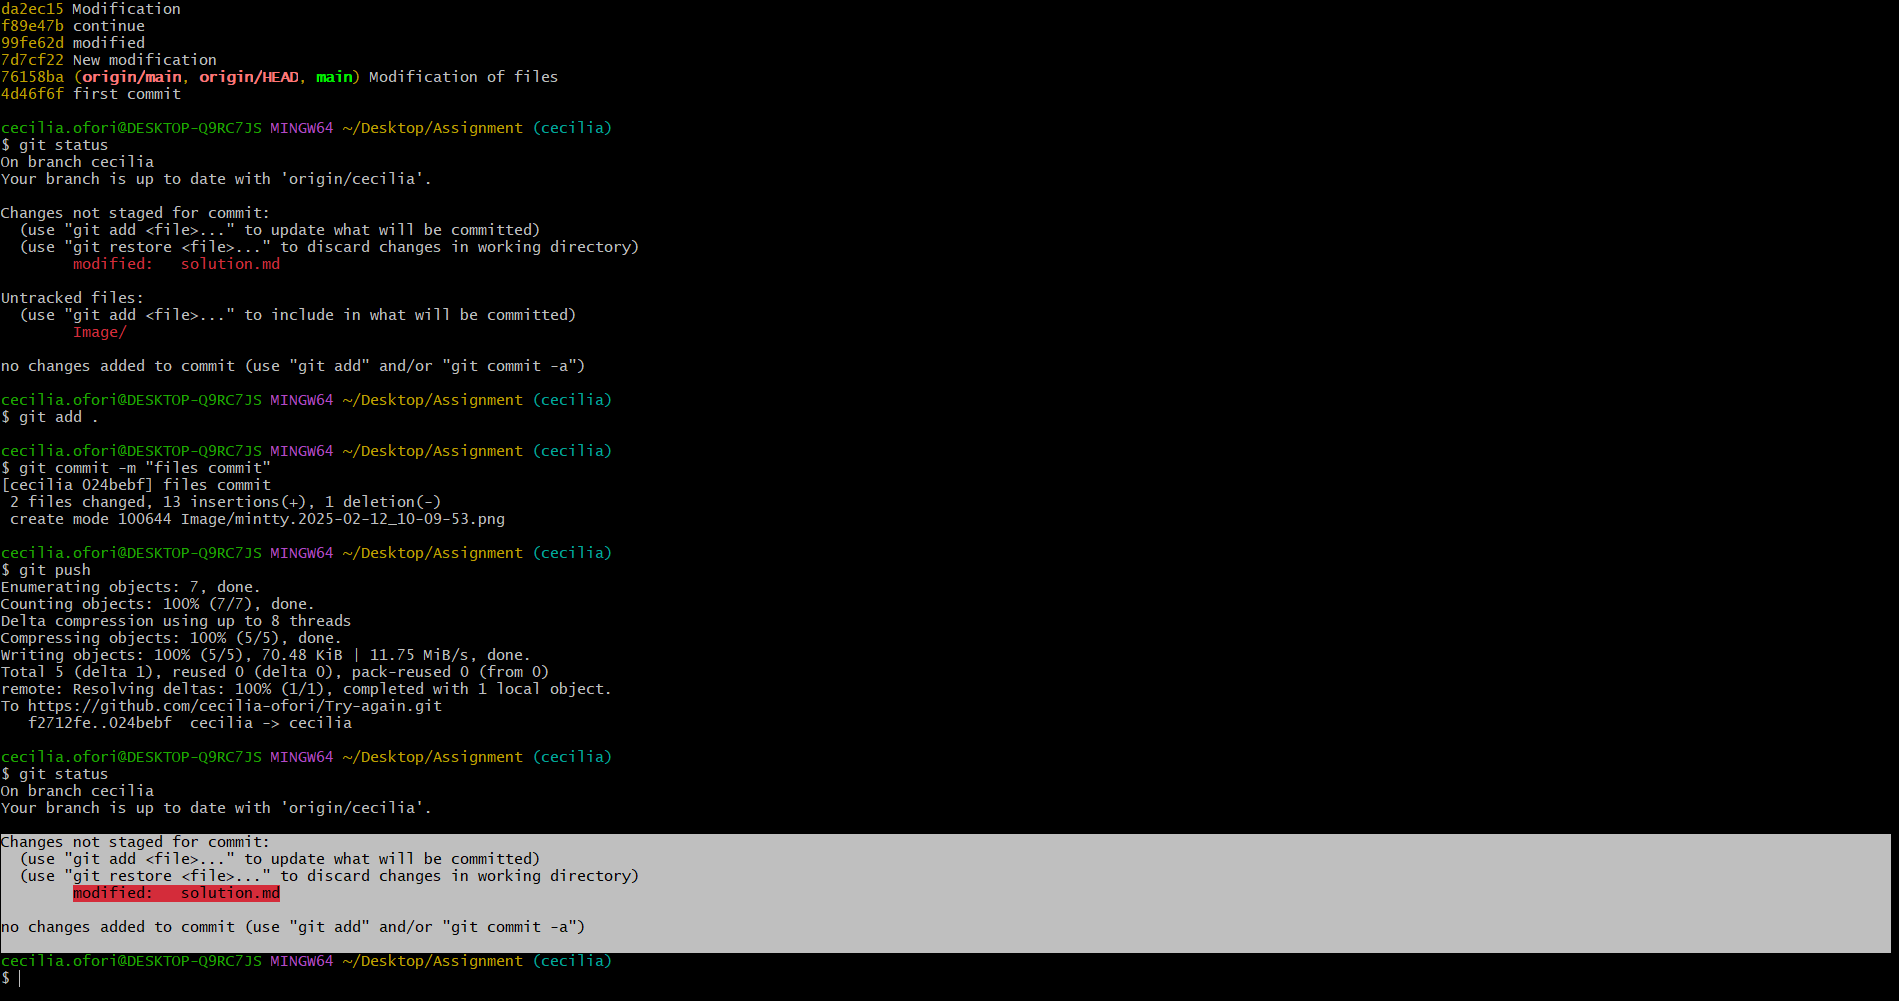 da2ec15 Modification
f89e47b continue
99fe62d modified
7d7cf22 New modification
76158ba (origin/main, origin/HEAD, main) Modification of files
4d46f6f first commit
cecilia.ofori@DESKTOP-Q9RC7JS MINGW64 ~/Desktop/Assignment (cecilia)
$ git status
On branch cecilia
Your branch is up to date with 'origin/cecilia'.
Changes not staged for commit:
  (use "git add <file>..." to update what will be committed)
  (use "git restore <file>..." to discard changes in working directory)
        modified:   solution.md
Untracked files:
  (use "git add <file>..." to include in what will be committed)
        Image/
no changes added to commit (use "git add" and/or "git commit -a")
cecilia.ofori@DESKTOP-Q9RC7JS MINGW64 ~/Desktop/Assignment (cecilia)
$ git add .
cecilia.ofori@DESKTOP-Q9RC7JS MINGW64 ~/Desktop/Assignment (cecilia)
$ git commit -m "files commit"
[cecilia 024bebf] files commit
 2 files changed, 13 insertions(+), 1 deletion(-)
 create mode 100644 Image/mintty.2025-02-12_10-09-53.png
cecilia.ofori@DESKTOP-Q9RC7JS MINGW64 ~/Desktop/Assignment (cecilia)
$ git push
Enumerating objects: 7, done.
Counting objects: 100% (7/7), done.
Delta compression using up to 8 threads
Compressing objects: 100% (5/5), done.
Writing objects: 100% (5/5), 70.48 KiB | 11.75 MiB/s, done.
Total 5 (delta 1), reused 0 (delta 0), pack-reused 0 (from 0)
remote: Resolving deltas: 100% (1/1), completed with 1 local object.
To https://github.com/cecilia-ofori/Try-again.git
   f2712fe..024bebf  cecilia -> cecilia
cecilia.ofori@DESKTOP-Q9RC7JS MINGW64 ~/Desktop/Assignment (cecilia)
$ git status
On branch cecilia
Your branch is up to date with 'origin/cecilia'.
Changes not staged for commit:
  (use "git add <file>..." to update what will be committed)
  (use "git restore <file>..." to discard changes in working directory)
        modified:   solution.md
no changes added to commit (use "git add" and/or "git commit -a")
cecilia.ofori@DESKTOP-Q9RC7JS MINGW64 ~/Desktop/Assignment (cecilia)
$